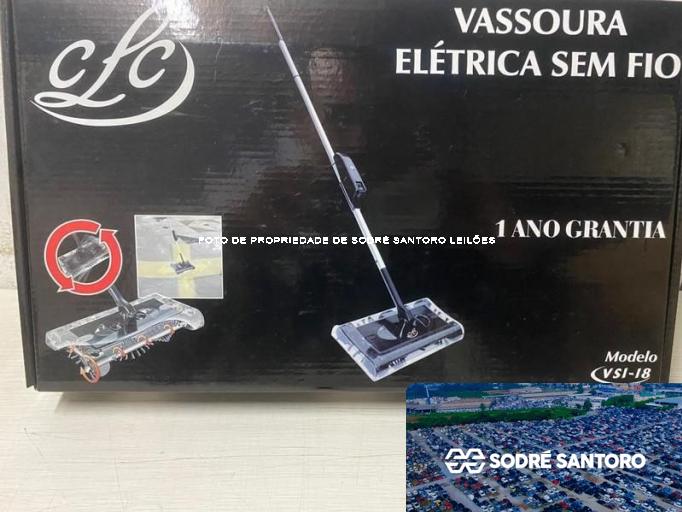 CLC
VASSOURA
ELÉTRICA SEM FIO
FOTO DE PROPRIEDADE DE SODRÉ SANTORO LEILÕES
1 ANO GRANTIA
Modelo
VSI-18
SODRÉ SANTORO